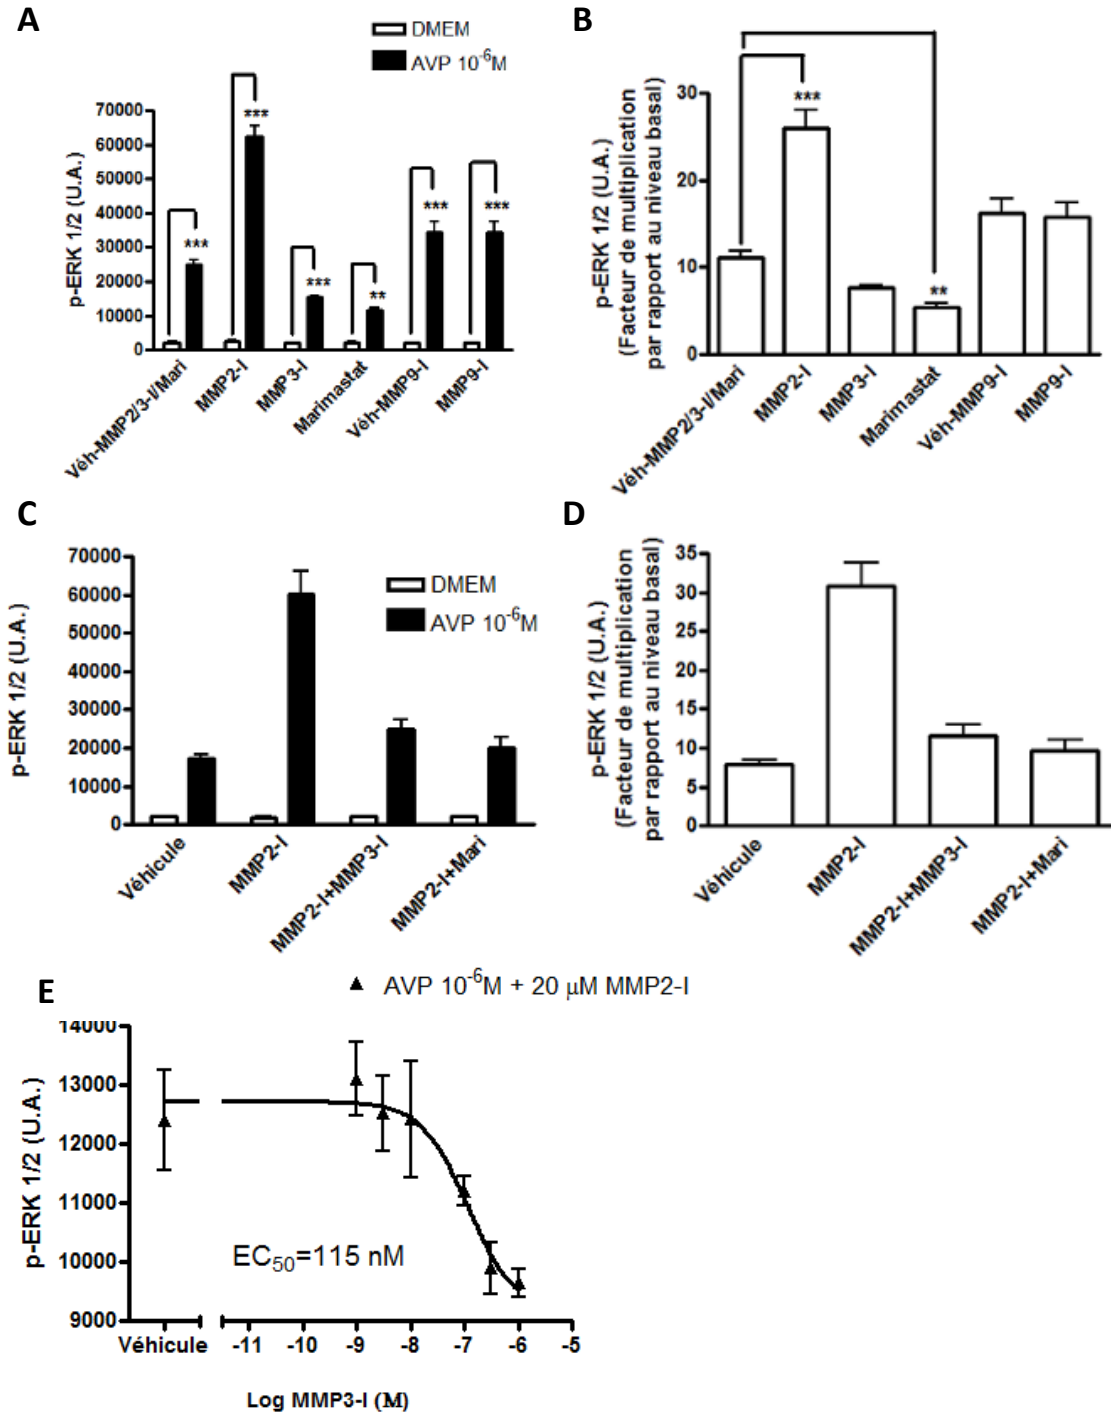 A
DMEM
AVP 10-6M
p-ERK 1/2 (U.A.)
70000
60000
50000
40000
30000
20000
10000
0
***
***
***
**
***
***
Véh-MMP2/3-I/Mari
MMP2-I
MMP3-I
Marimastat
Véh-MMP9-I
MMP9-I
B
p-ERK 1/2 (U.A.)
(Facteur de multiplication
par rapport au niveau basal)
30
20
10
0
***
**
Véh-MMP2/3-I/Mari
MMP2-I
MMP3-I
Marimastat
Véh-MMP9-I
MMP9-I
C
DMEM
AVP 10-6M
p-ERK 1/2 (U.A.)
70000
60000
50000
40000
30000
20000
10000
0
Véhicule
MMP2-I
MMP2-I+MMP3-I
MMP2-I+Mari
D
p-ERK 1/2 (U.A.)
(Facteur de multiplication
par rapport au niveau basal)
35
30
25
20
15
10
5
0
Véhicule
MMP2-I
MMP2-I+MMP3-I
MMP2-I+Mari
E
AVP 10-6M + 20 µM MMP2-I
p-ERK 1/2 (U.A.)
14000
13000
12000
11000
10000
9000
EC50=115 nM
Véhicule -11 -10 -9 -8 -7 -6 -5
Log MMP3-I (M)